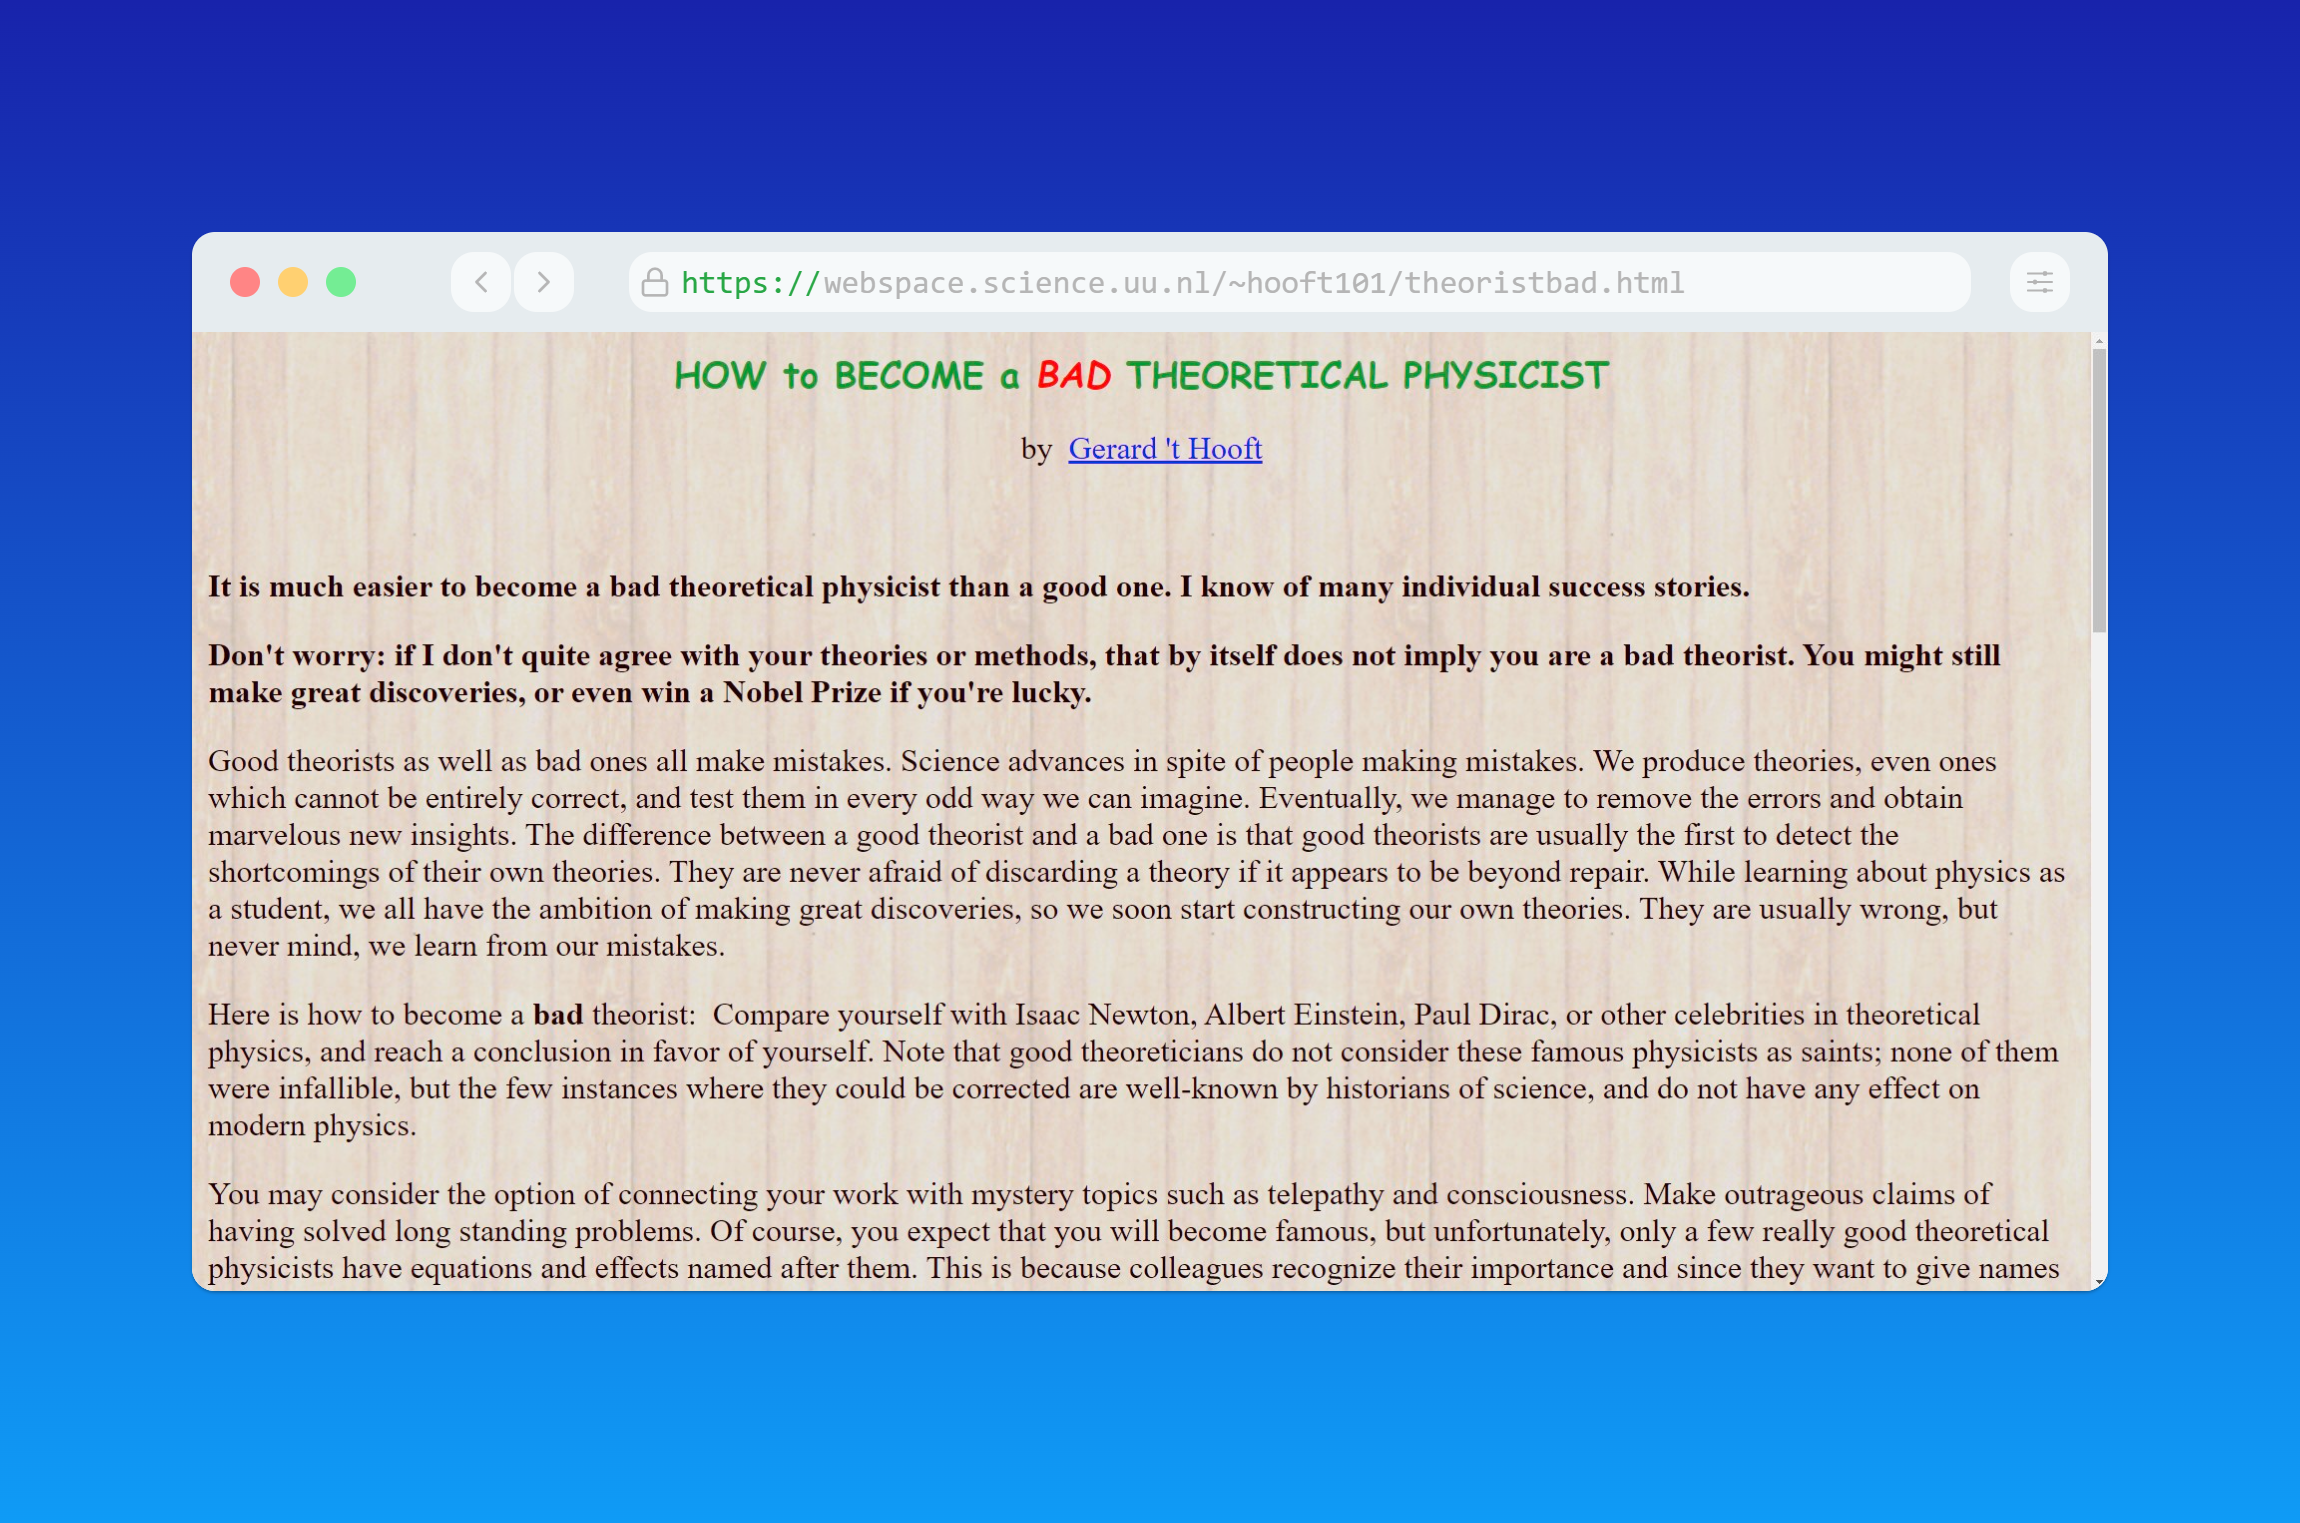 https://webspace.science.uu.nl/~hooft101/theoristbad.html
HOW to BECOME a BAD THEORETICAL PHYSICIST
by Gerard 't Hooft
It is much easier to become a bad theoretical physicist than a good one. I know of many individual success stories.
Don't worry: if I don't quite agree with your theories or methods, that by itself does not imply you are a bad theorist. You might still
make great discoveries, or even win a Nobel Prize if you're lucky.
Good theorists as well as bad ones all make mistakes. Science advances in spite of people making mistakes. We produce theories, even ones
which cannot be entirely correct, and test them in every odd way we can imagine. Eventually, we manage to remove the errors and obtain
marvelous new insights. The difference between a good theorist and a bad one is that good theorists are usually the first to detect the
shortcomings of their own theories. They are never afraid of discarding a theory if it appears to be beyond repair. While learning about physics as
a student, we all have the ambition of making great discoveries, so we soon start constructing our own theories. They are usually wrong, but
never mind, we learn from our mistakes.
Here is how to become a bad theorist: Compare yourself with Isaac Newton, Albert Einstein, Paul Dirac, or other celebrities in theoretical
physics, and reach a conclusion in favor of yourself. Note that good theoreticians do not consider these famous physicists as saints; none of them
were infallible, but the few instances where they could be corrected are well-known by historians of science, and do not have any effect on
modern physics.
You may consider the option of connecting your work with mystery topics such as telepathy and consciousness. Make outrageous claims of
having solved long standing problems. Of course, you expect that you will become famous, but unfortunately, only a few really good theoretical
physicists have equations and effects named after them. This is because colleagues recognize their importance and since they want to give names